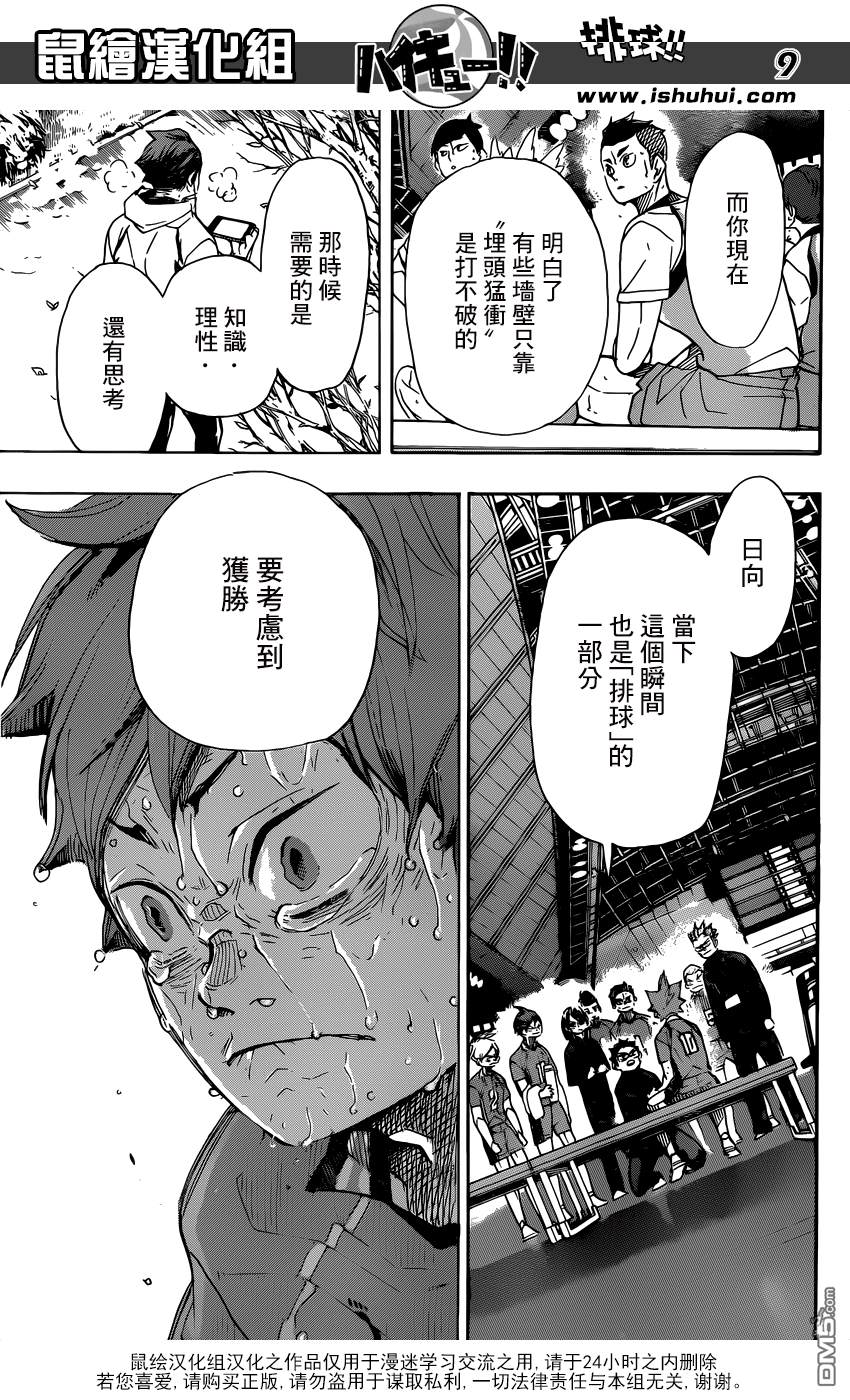 鼠繪漢化組
ハイキュー!!
排球!!
9
www.ishuhui.com
而你現在
明白了
有些墻壁只靠
〝埋頭猛衝〞
是打不破的
那時候
需要的是
知識．
理性．
還有思考
日向
當下
這個瞬間
也是「排球」的
一部分
要考慮到
獲勝
2
10
DM5.com
鼠绘汉化组汉化之作品仅用于漫迷学习交流之用, 请于24小时之内删除
若您喜爱, 请购买正版, 请勿用于谋取私利, 一切法律责任与本组无关, 谢谢。